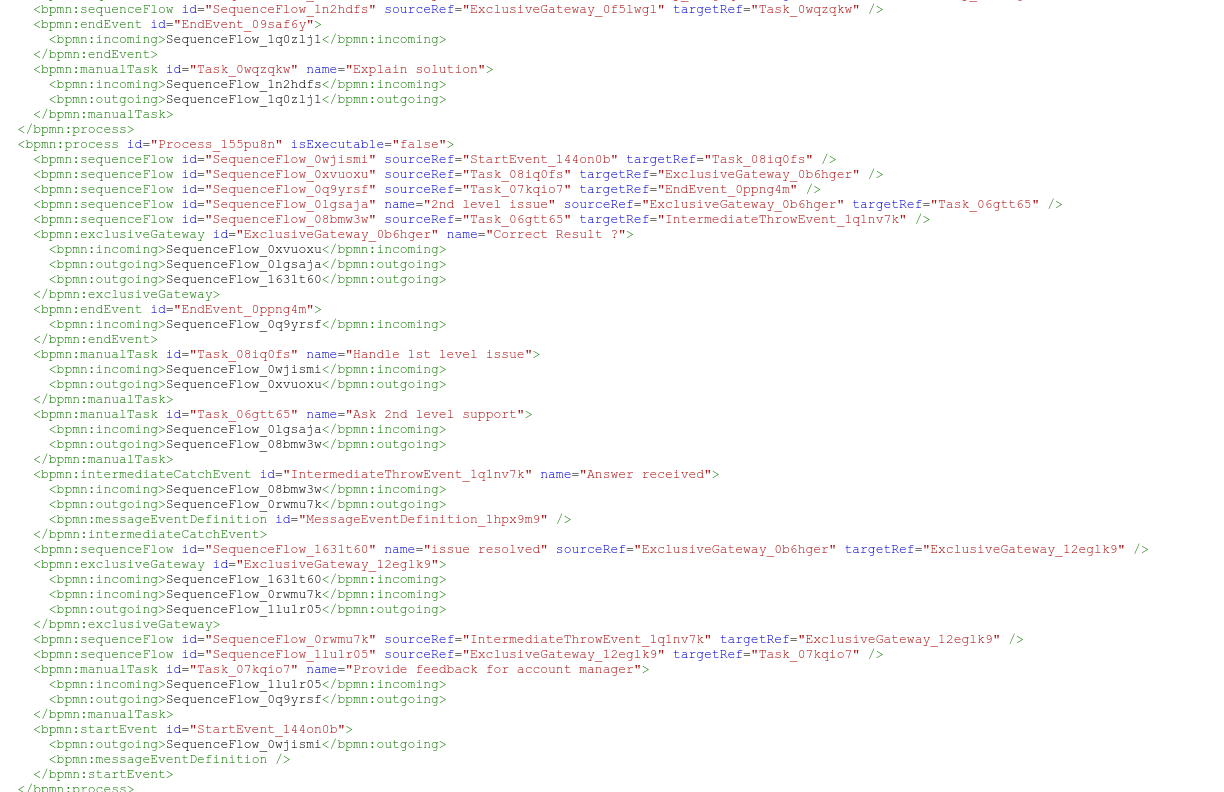 <bpmn:sequenceFlow id="SequenceFlow_1n2hdfs" sourceRef="ExclusiveGateway_0f5lwgl" targetRef="Task_0wqzqkw" />
<bpmn:endEvent id="EndEvent_09saf6y">
<bpmn:incoming>SequenceFlow_1q0zlj1</bpmn:incoming>
</bpmn:endEvent>
<bpmn:manualTask id="Task_0wqzqkw" name="Explain solution">
<bpmn:incoming>SequenceFlow_1n2hdfs</bpmn:incoming>
<bpmn:outgoing>SequenceFlow_1q0zlj1</bpmn:outgoing>
</bpmn:manualTask>
</bpmn:process>
<bpmn:process id="Process_155pu8n" isExecutable="false">
<bpmn:sequenceFlow id="SequenceFlow_0wjismi" sourceRef="StartEvent_144on0b" targetRef="Task_08iq0fs" />
<bpmn:sequenceFlow id="SequenceFlow_0xvuoxu" sourceRef="Task_08iq0fs" targetRef="ExclusiveGateway_0b6hger" />
<bpmn:sequenceFlow id="SequenceFlow_0q9yrsf" sourceRef="Task_07kqio7" targetRef="EndEvent_0ppng4m" />
<bpmn:sequenceFlow id="SequenceFlow_0lgsaja" name="2nd level issue" sourceRef="ExclusiveGateway_0b6hger" targetRef="Task_06gtt65" />
<bpmn:sequenceFlow id="SequenceFlow_08bmw3w" sourceRef="Task_06gtt65" targetRef="IntermediateThrowEvent_1q1nv7k" />
<bpmn:exclusiveGateway id="ExclusiveGateway_0b6hger" name="Correct Result ?">
<bpmn:incoming>SequenceFlow_0xvuoxu</bpmn:incoming>
<bpmn:outgoing>SequenceFlow_0lgsaja</bpmn:outgoing>
<bpmn:outgoing>SequenceFlow_163lt60</bpmn:outgoing>
</bpmn:exclusiveGateway>
<bpmn:endEvent id="EndEvent_0ppng4m">
<bpmn:incoming>SequenceFlow_0q9yrsf</bpmn:incoming>
</bpmn:endEvent>
<bpmn:manualTask id="Task_08iq0fs" name="Handle 1st level issue">
<bpmn:incoming>SequenceFlow_0wjismi</bpmn:incoming>
<bpmn:outgoing>SequenceFlow_0xvuoxu</bpmn:outgoing>
</bpmn:manualTask>
<bpmn:manualTask id="Task_06gtt65" name="Ask 2nd level support">
<bpmn:incoming>SequenceFlow_0lgsaja</bpmn:incoming>
<bpmn:outgoing>SequenceFlow_08bmw3w</bpmn:outgoing>
</bpmn:manualTask>
<bpmn:intermediateCatchEvent id="IntermediateThrowEvent_1q1nv7k" name="Answer received">
<bpmn:incoming>SequenceFlow_08bmw3w</bpmn:incoming>
<bpmn:outgoing>SequenceFlow_0rwmu7k</bpmn:outgoing>
<bpmn:messageEventDefinition id="MessageEventDefinition_1hpx9m9" />
</bpmn:intermediateCatchEvent>
<bpmn:sequenceFlow id="SequenceFlow_163lt60" name="issue resolved" sourceRef="ExclusiveGateway_0b6hger" targetRef="ExclusiveGateway_12eglk9" />
<bpmn:exclusiveGateway id="ExclusiveGateway_12eglk9">
<bpmn:incoming>SequenceFlow_163lt60</bpmn:incoming>
<bpmn:incoming>SequenceFlow_0rwmu7k</bpmn:incoming>
<bpmn:outgoing>SequenceFlow_1lu1r05</bpmn:outgoing>
</bpmn:exclusiveGateway>
<bpmn:sequenceFlow id="SequenceFlow_0rwmu7k" sourceRef="IntermediateThrowEvent_1q1nv7k" targetRef="ExclusiveGateway_12eglk9" />
<bpmn:sequenceFlow id="SequenceFlow_1lu1r05" sourceRef="ExclusiveGateway_12eglk9" targetRef="Task_07kqio7" />
<bpmn:manualTask id="Task_07kqio7" name="Provide feedback for account manager">
<bpmn:incoming>SequenceFlow_1lu1r05</bpmn:incoming>
<bpmn:outgoing>SequenceFlow_0q9yrsf</bpmn:outgoing>
</bpmn:manualTask>
<bpmn:startEvent id="StartEvent_144on0b">
<bpmn:outgoing>SequenceFlow_0wjismi</bpmn:outgoing>
<bpmn:messageEventDefinition />
</bpmn:startEvent>
</bpmn:process>